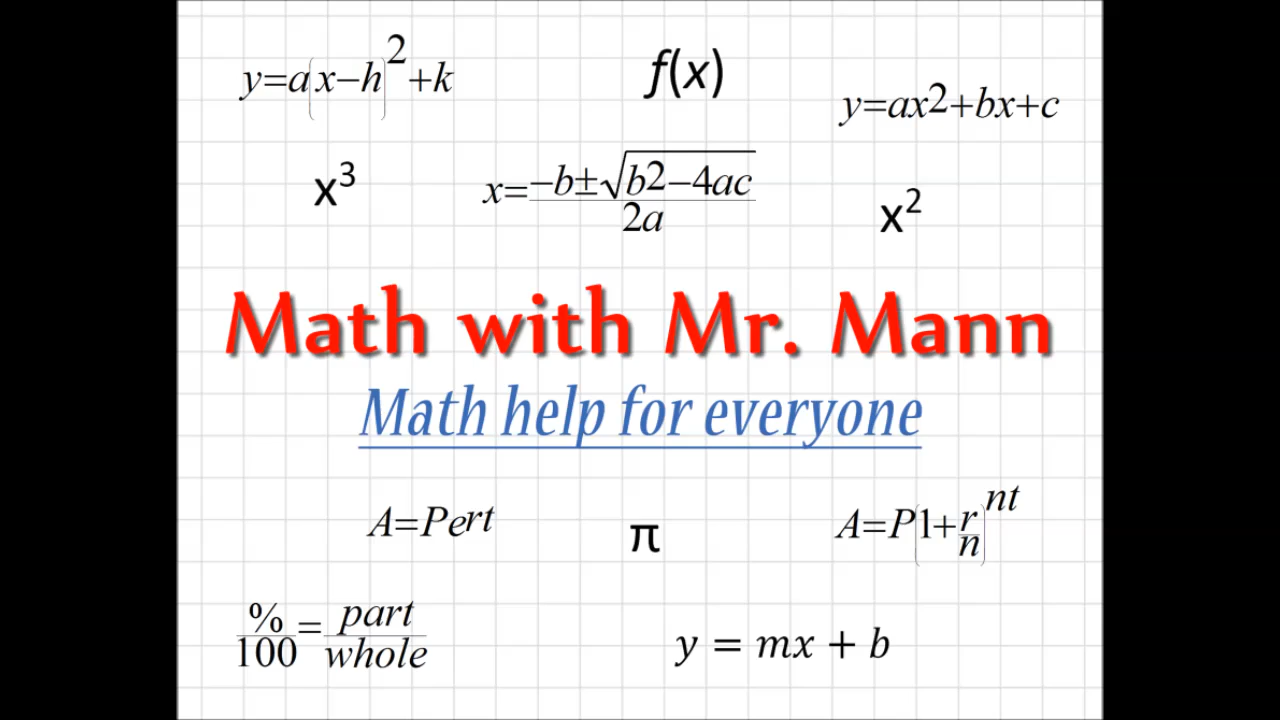 y=a(x−h)²+k
f(x)
y=ax2+bx+c
x³
x=−b±√b2−4ac/2a
x²
Math with Mr. Mann
Math help for everyone
A=Pert
π
A=P(1+r/n)nt
%/100=part/whole
y = mx + b